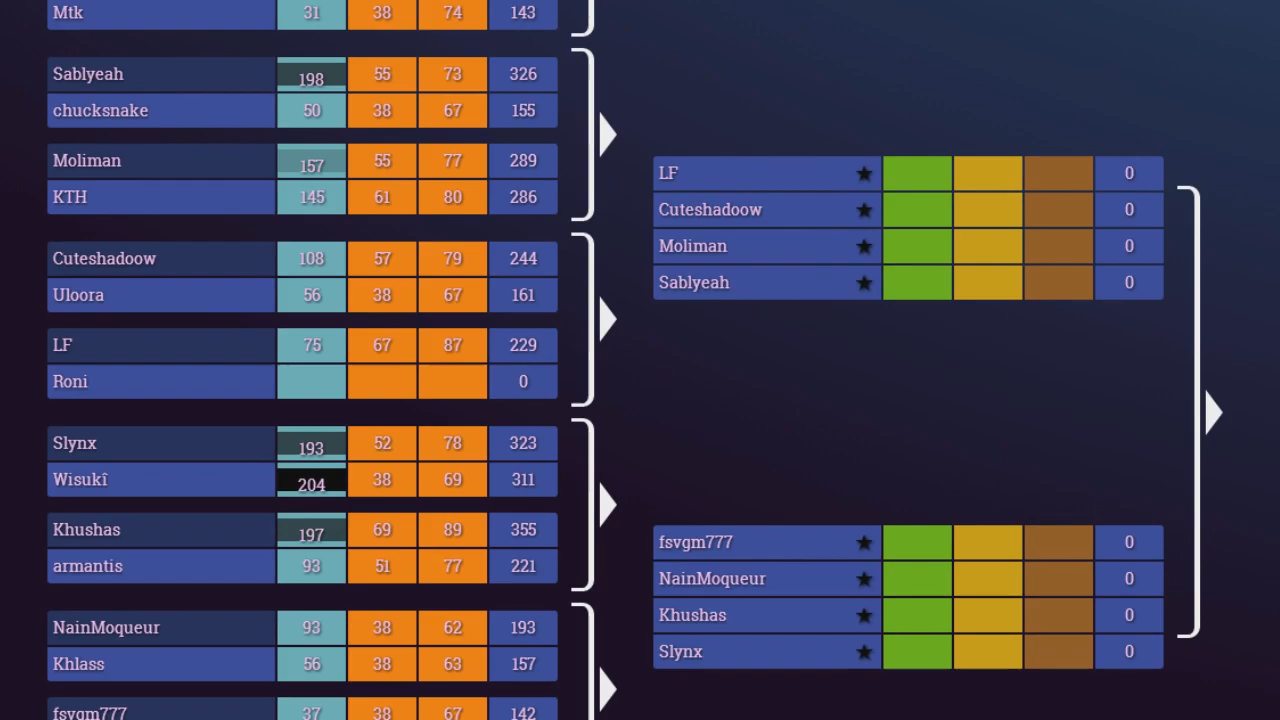 Mtk 31 38 74 143
Sablyeah 198 55 73 326
chucksnake 50 38 67 155
Moliman 157 55 77 289
KTH 145 61 80 286
Cuteshadoow 108 57 79 244
Uloora 56 38 67 161
LF 75 67 87 229
Roni 0
Slynx 193 52 78 323
Wisukî 204 38 69 311
Khushas 197 69 89 355
armantis 93 51 77 221
NainMoqueur 93 38 62 193
Khlass 56 38 63 157
fsvgm777 37 38 67 142
LF ★ 0
Cuteshadoow ★ 0
Moliman ★ 0
Sablyeah ★ 0
fsvgm777 ★ 0
NainMoqueur ★ 0
Khushas ★ 0
Slynx ★ 0